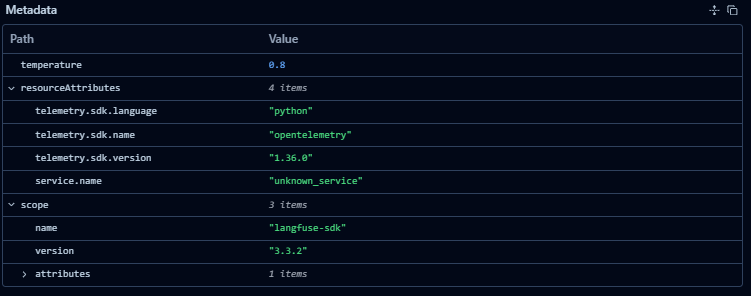 Metadata
Path Value
temperature 0.8
resourceAttributes 4 items
telemetry.sdk.language "python"
telemetry.sdk.name "opentelemetry"
telemetry.sdk.version "1.36.0"
service.name "unknown_service"
scope 3 items
name "langfuse-sdk"
version "3.3.2"
attributes 1 items